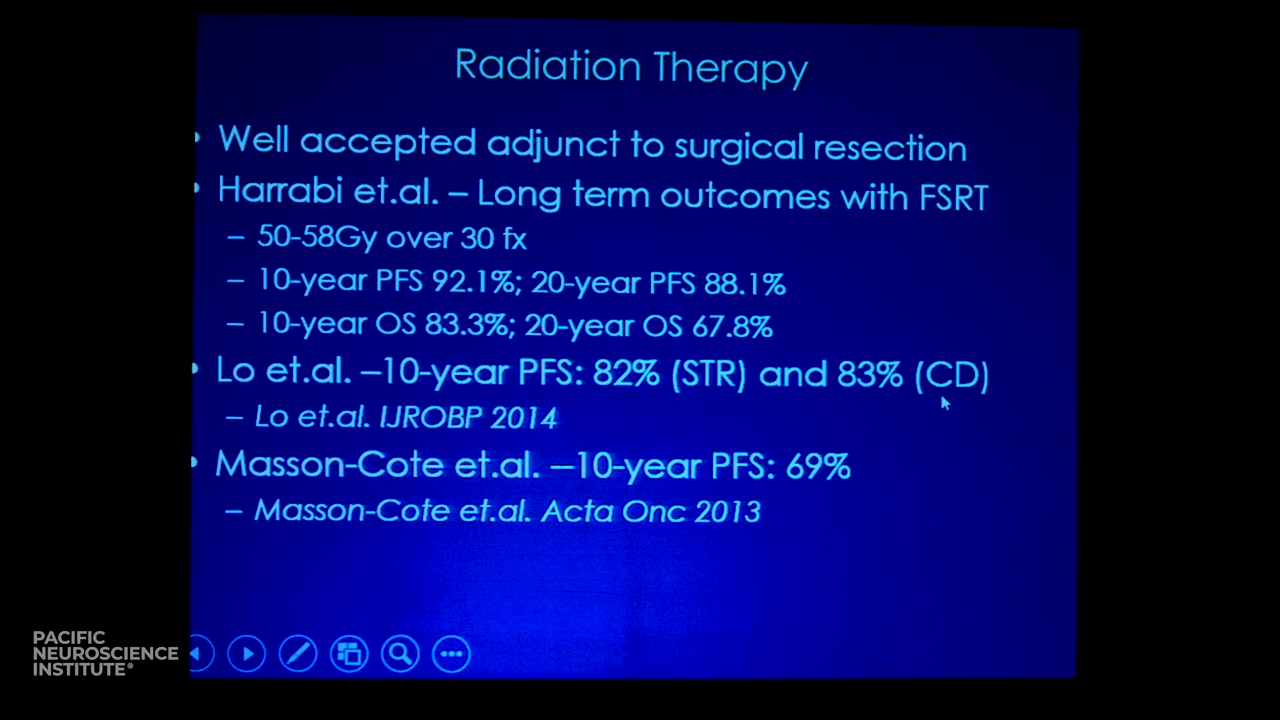 Radiation Therapy
• Well accepted adjunct to surgical resection
• Harrabi et.al. – Long term outcomes with FSRT
– 50-58Gy over 30 fx
– 10-year PFS 92.1%; 20-year PFS 88.1%
– 10-year OS 83.3%; 20-year OS 67.8%
• Lo et.al. –10-year PFS: 82% (STR) and 83% (CD)
– Lo et.al. IJROBP 2014
• Masson-Cote et.al. –10-year PFS: 69%
– Masson-Cote et.al. Acta Onc 2013
PACIFIC
NEUROSCIENCE
INSTITUTE®